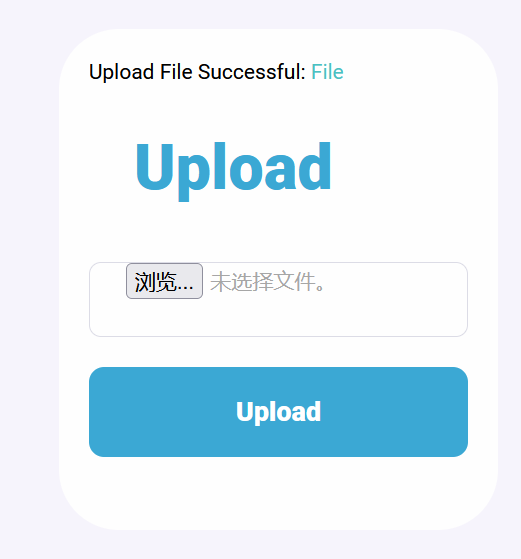 Upload File Successful: File
Upload
浏览... 未选择文件。
Upload